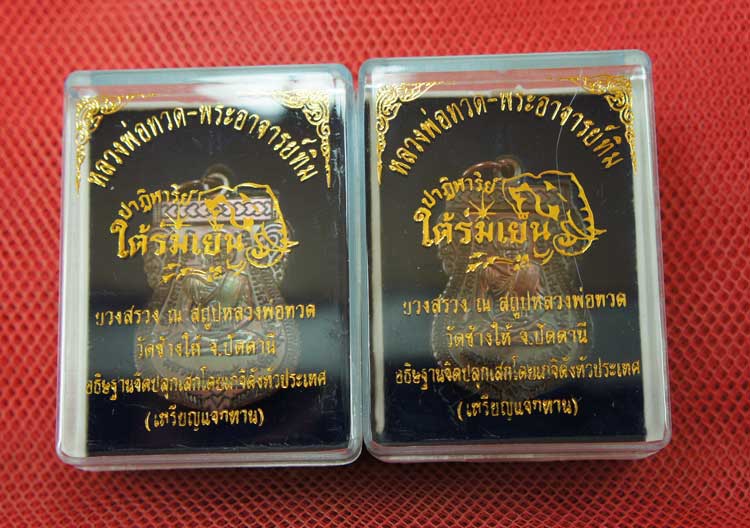 หลวงพ่อทวด-พระอาจารย์ทิม
ปาฏิหาริย์
ใต้ร่มเย็น
บวงสรวง ณ สถูปหลวงพ่อทวด
วัดช้างให้ จ.ปัตตานี
อธิษฐานจิตปลุกเสกโดยเกจิดังทั่วประเทศ
(เหรียญแจกทาน)
หลวงพ่อทวด-พระอาจารย์ทิม
ปาฏิหาริย์
ใต้ร่มเย็น
บวงสรวง ณ สถูปหลวงพ่อทวด
วัดช้างให้ จ.ปัตตานี
อธิษฐานจิตปลุกเสกโดยเกจิดังทั่วประเทศ
(เหรียญแจกทาน)